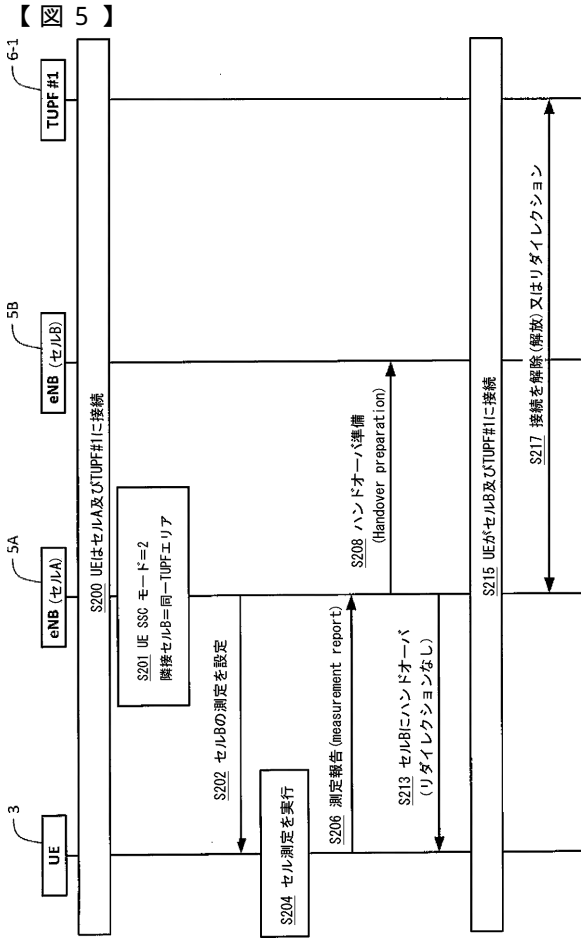 【図5】
3
5A
5B
6-1
UE
eNB (セルA)
eNB (セルB)
TUPF #1
S200 UEはセルA及びTUPF#1に接続
S201 UE SSC モード=2
隣接セルB=同一TUPFエリア
S202 セルBの測定を設定
S204 セル測定を実行
S206 測定報告(measurement report)
S208 ハンドオーバ準備
(Handover preparation)
S213 セルBにハンドオーバ
(リダイレクションなし)
S215 UEがセルB及びTUPF#1に接続
S217 接続を解除(解放)又はリダイレクション